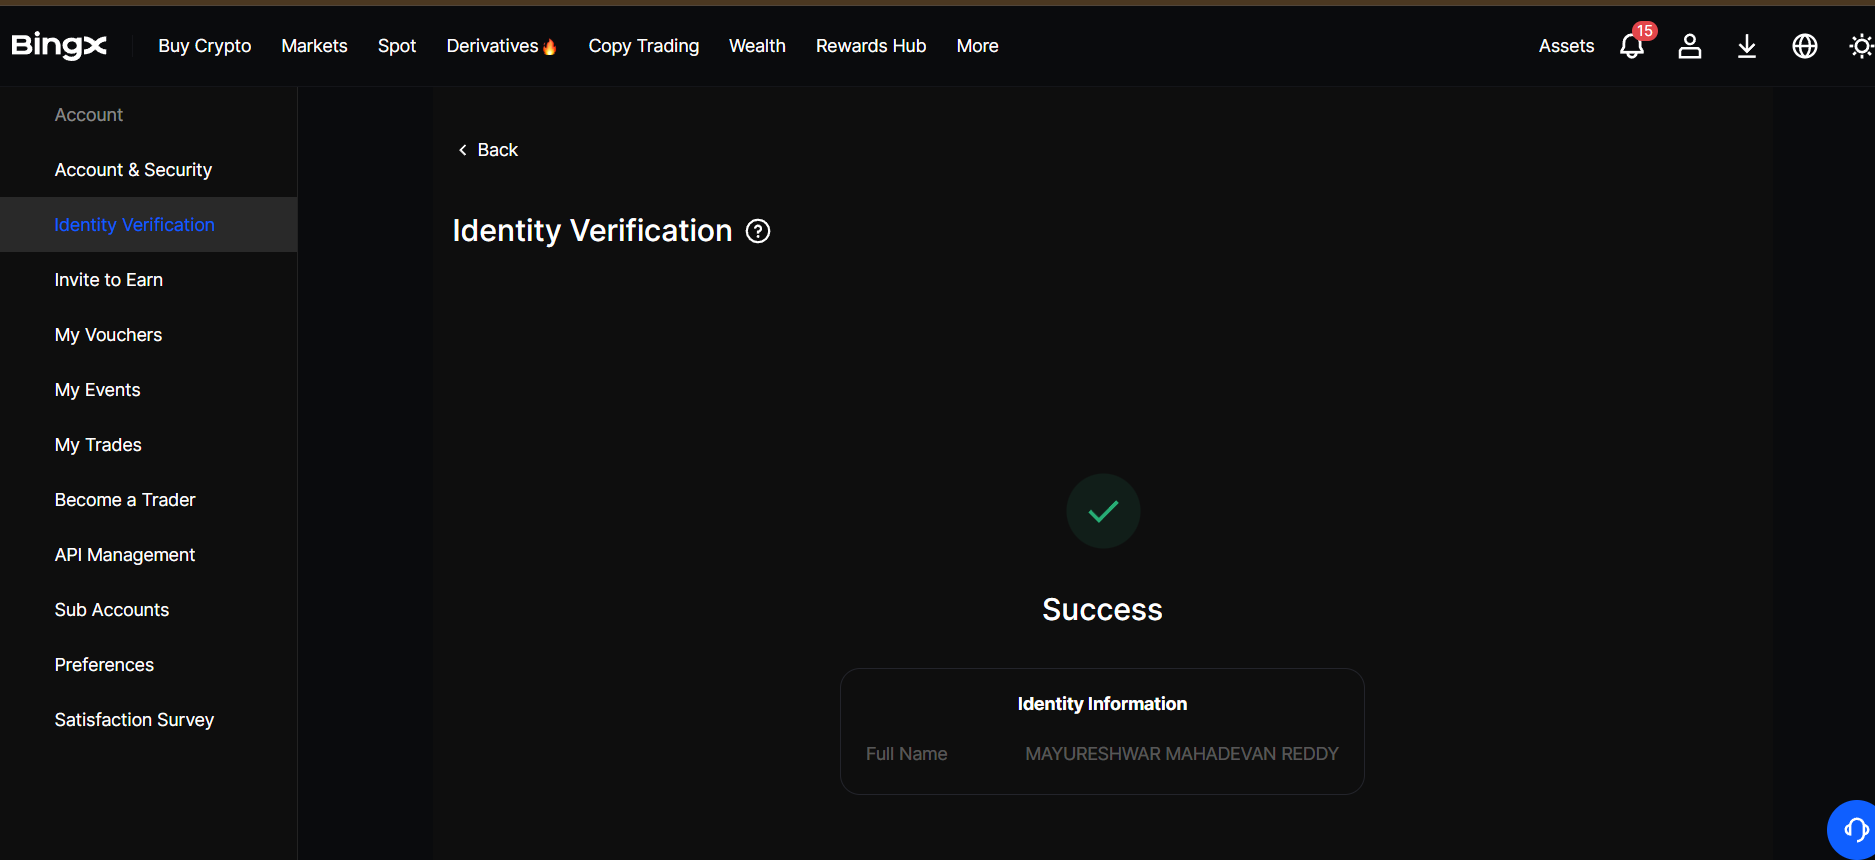 BingX
Buy Crypto Markets Spot Derivatives🔥 Copy Trading Wealth Rewards Hub More Assets 15
Account
Account & Security
Identity Verification
Invite to Earn
My Vouchers
My Events
My Trades
Become a Trader
API Management
Sub Accounts
Preferences
Satisfaction Survey
Back
Identity Verification ?
Success
Identity Information
Full Name MAYURESHWAR MAHADEVAN REDDY